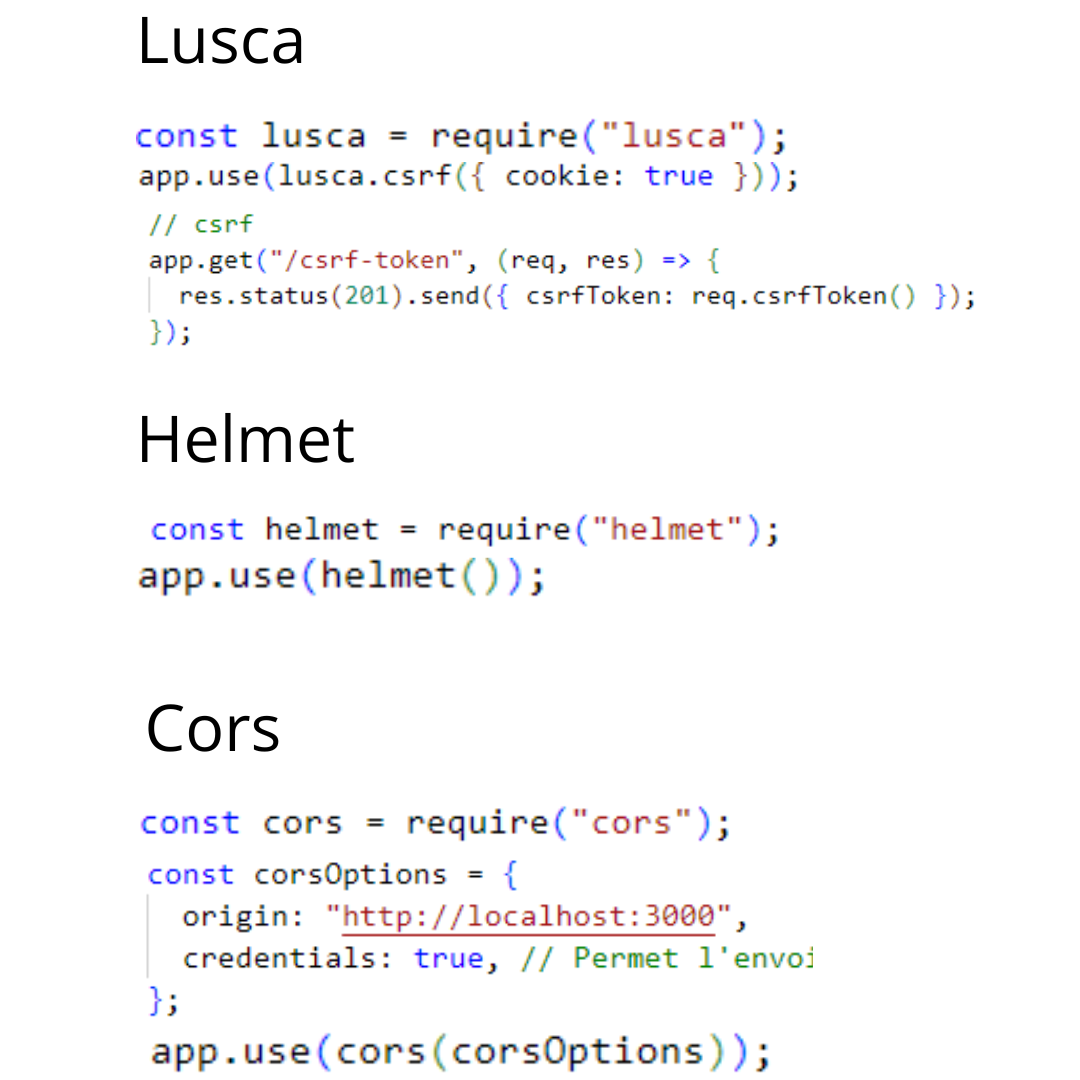 Lusca
const lusca = require("lusca");
app.use(lusca.csrf({ cookie: true }));
// csrf
app.get("/csrf-token", (req, res) => {
res.status(201).send({ csrfToken: req.csrfToken() });
});
Helmet
const helmet = require("helmet");
app.use(helmet());
Cors
const cors = require("cors");
const corsOptions = {
origin: "http://localhost:3000",
credentials: true, // Permet l'envoi
};
app.use(cors(corsOptions));